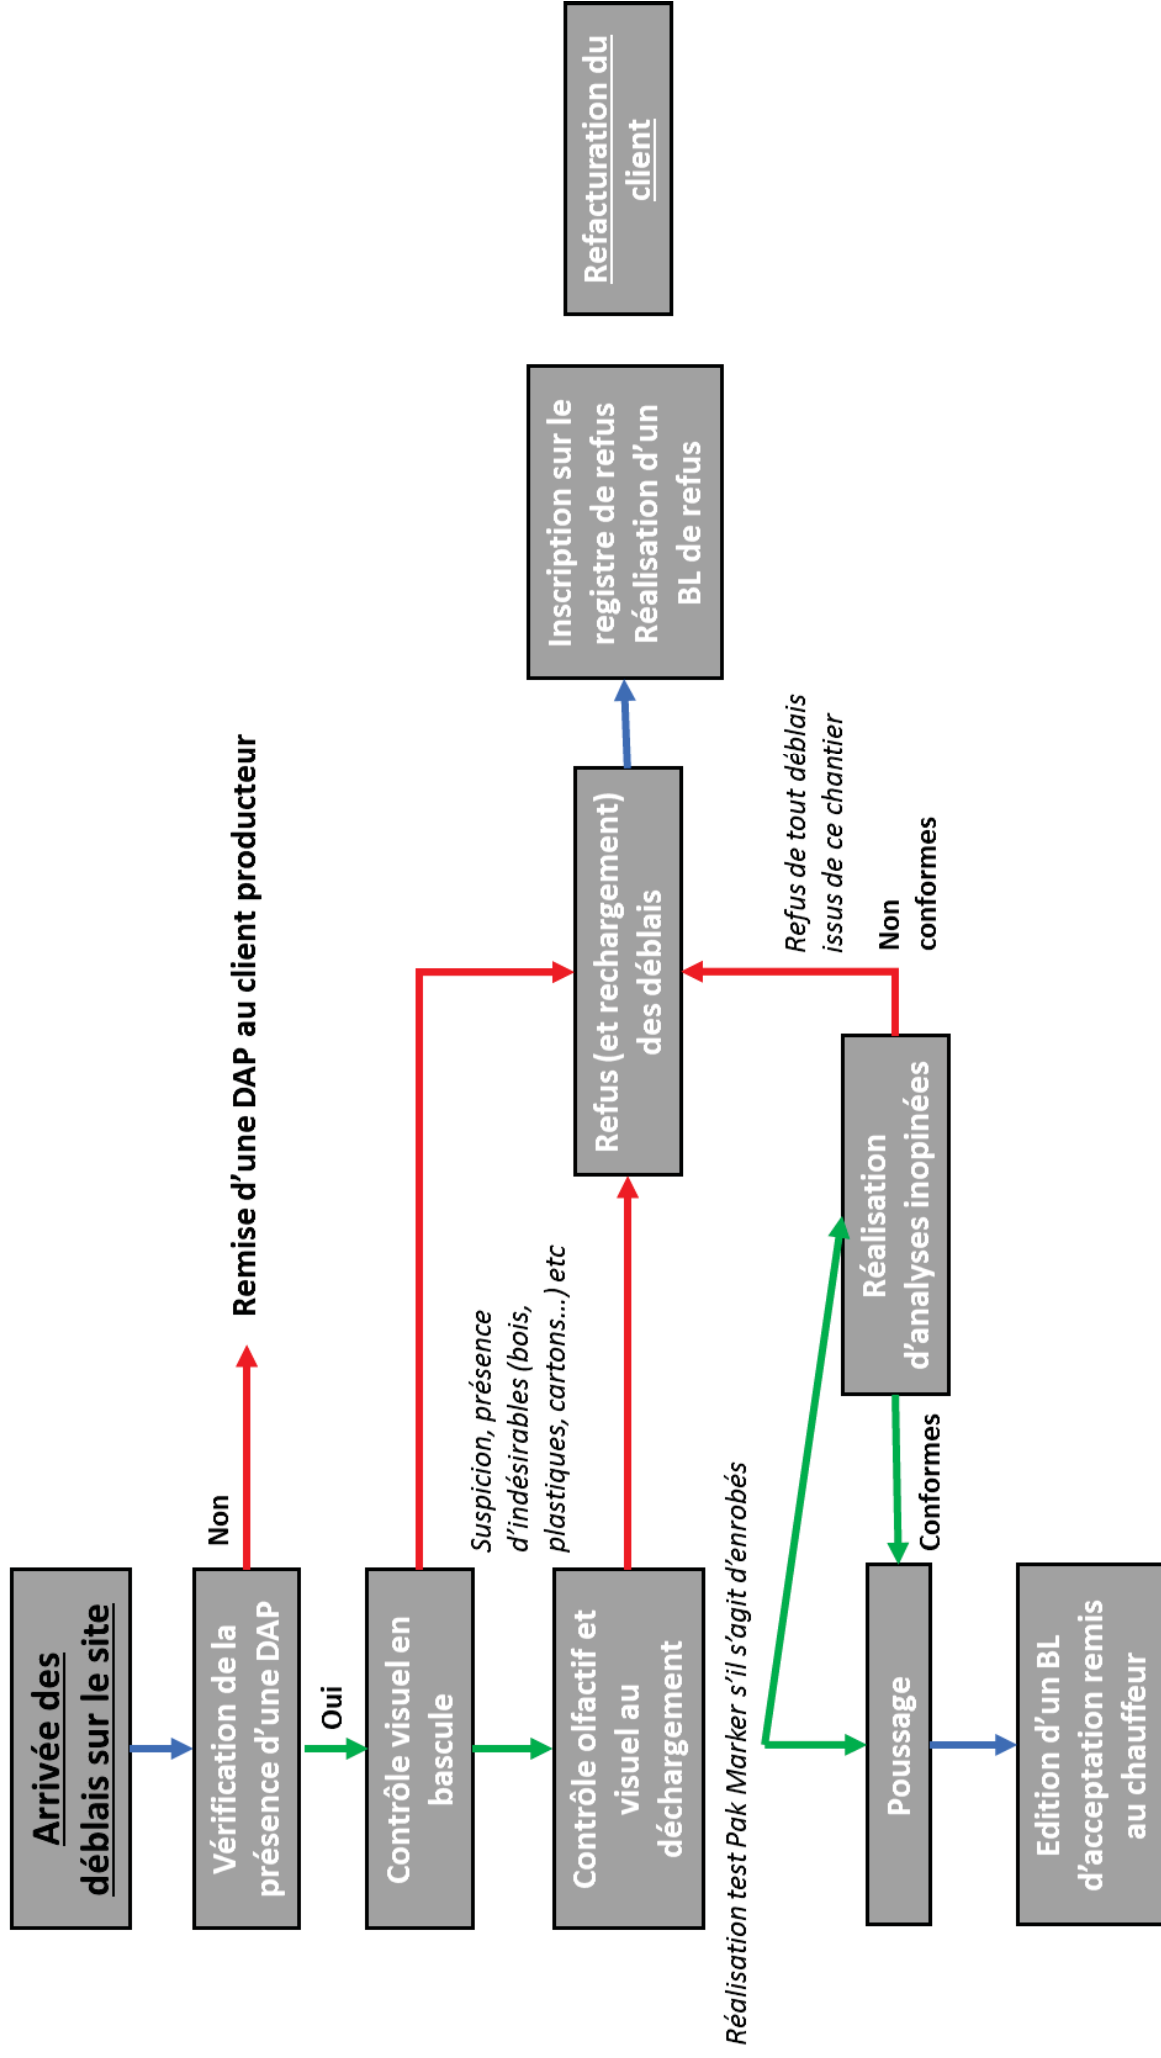 Arrivée des
déblais sur le site
Vérification de la
présence d'une DAP
Non
Remise d'une DAP au client producteur
Oui
Contrôle visuel en
bascule
Suspicion, présence
d'indésirables (bois,
plastiques, cartons...) etc
Contrôle olfactif et
visuel au
déchargement
Refus (et rechargement)
des déblais
Inscription sur le
registre de refus
Réalisation d'un
BL de refus
Refacturation du
client
Réalisation test Pak Marker s'il s'agit d'enrobés
Refus de tout déblais
issus de ce chantier
Non
conformes
Réalisation
d'analyses inopinées
Conformes
Poussage
Edition d'un BL
d'acceptation remis
au chauffeur